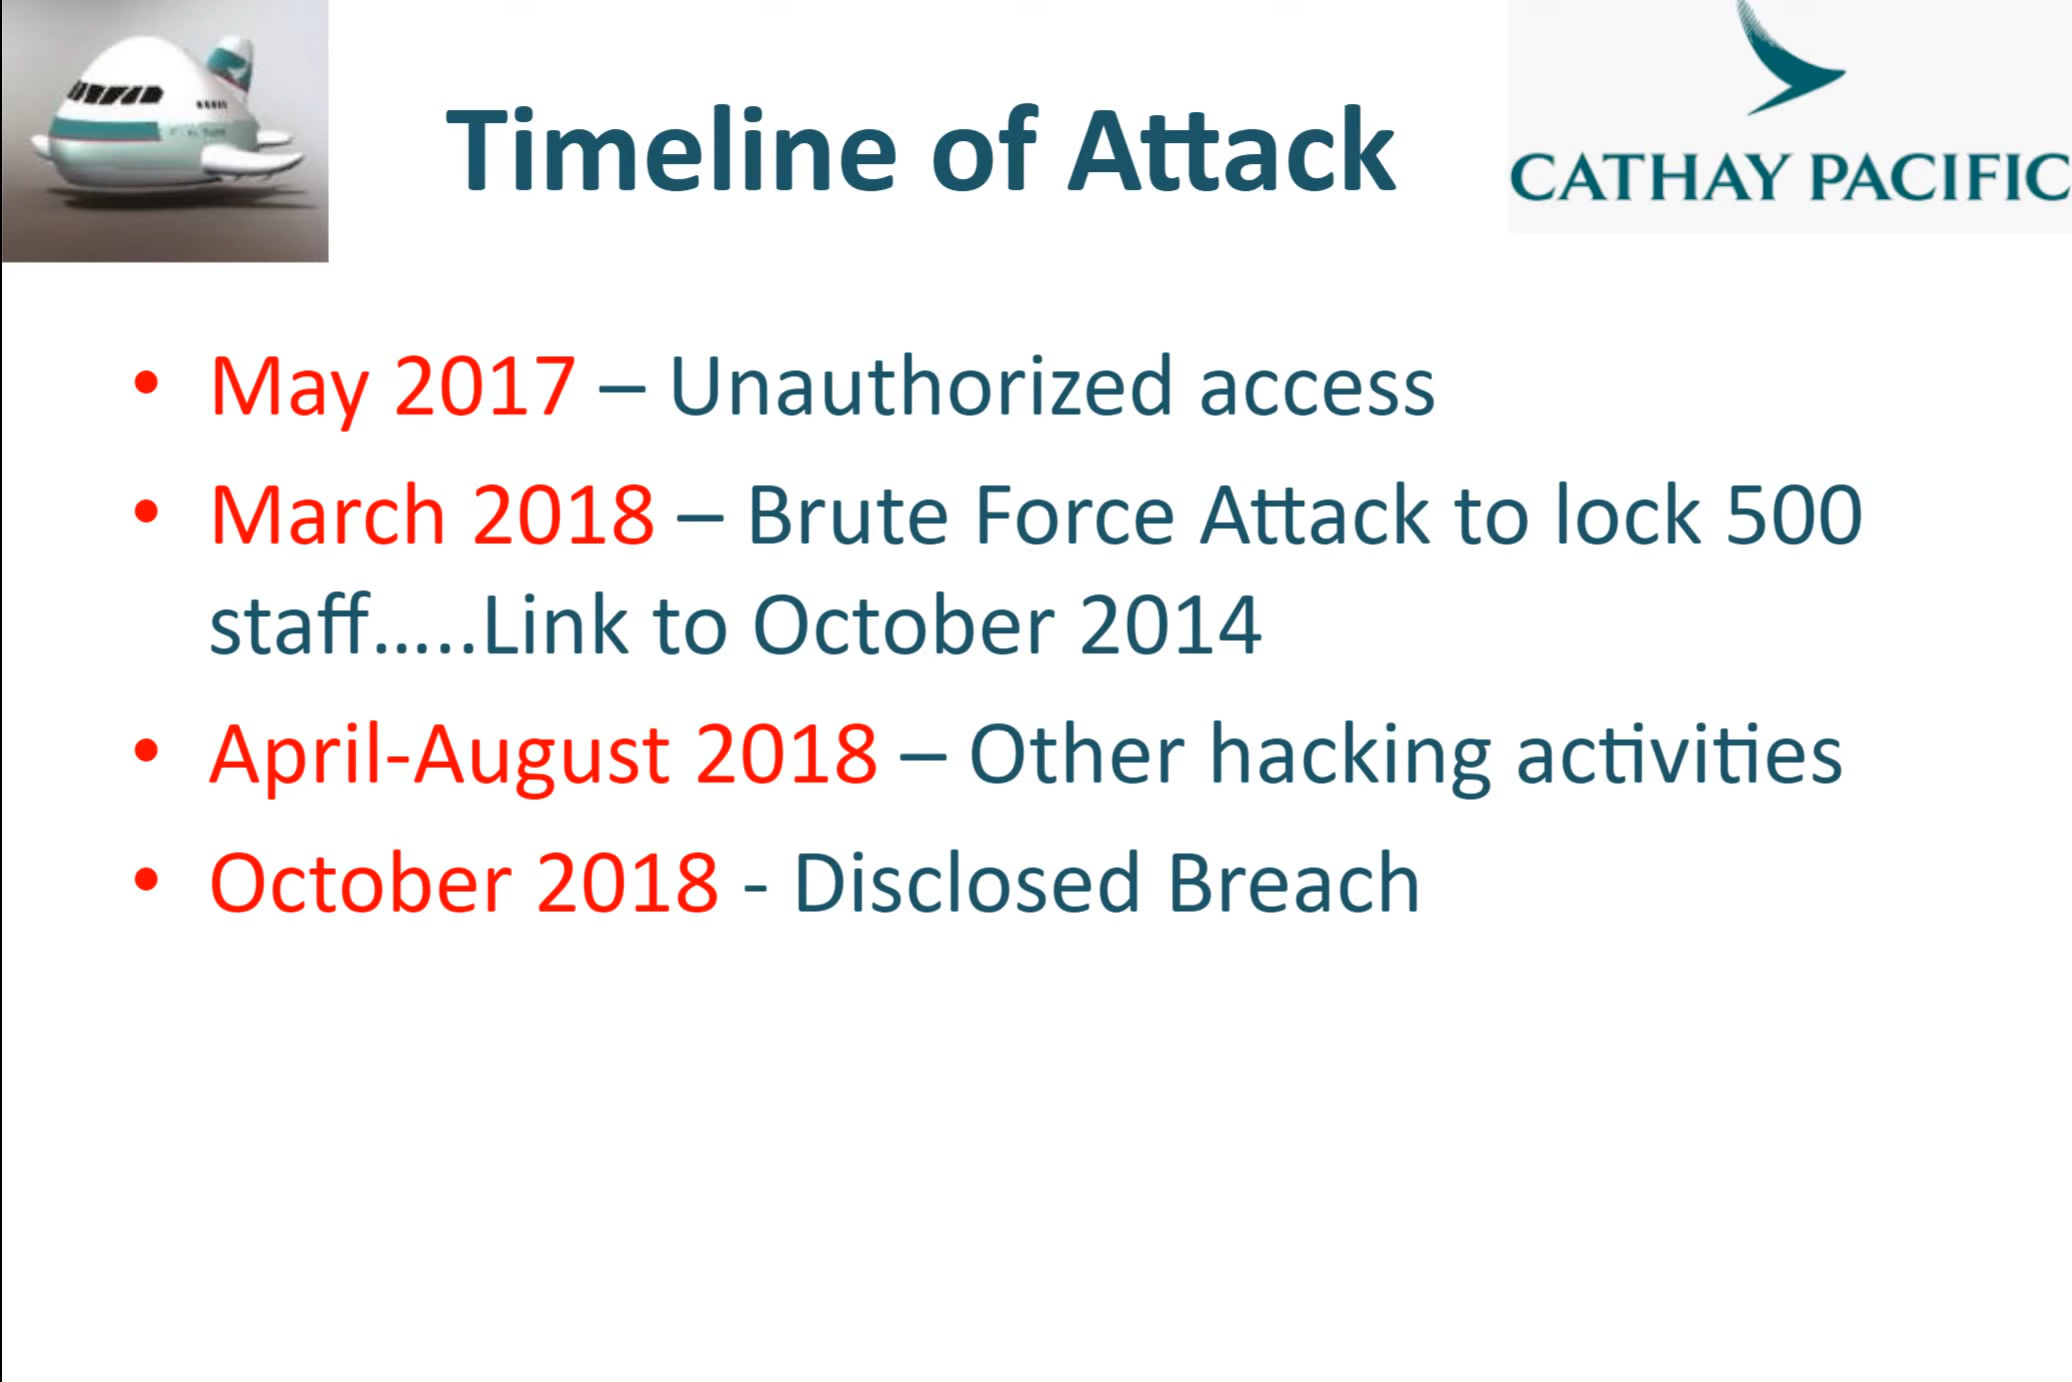 Timeline of Attack
CATHAY PACIFIC
• May 2017 – Unauthorized access
• March 2018 – Brute Force Attack to lock 500
staff.....Link to October 2014
• April-August 2018 – Other hacking activities
• October 2018 - Disclosed Breach